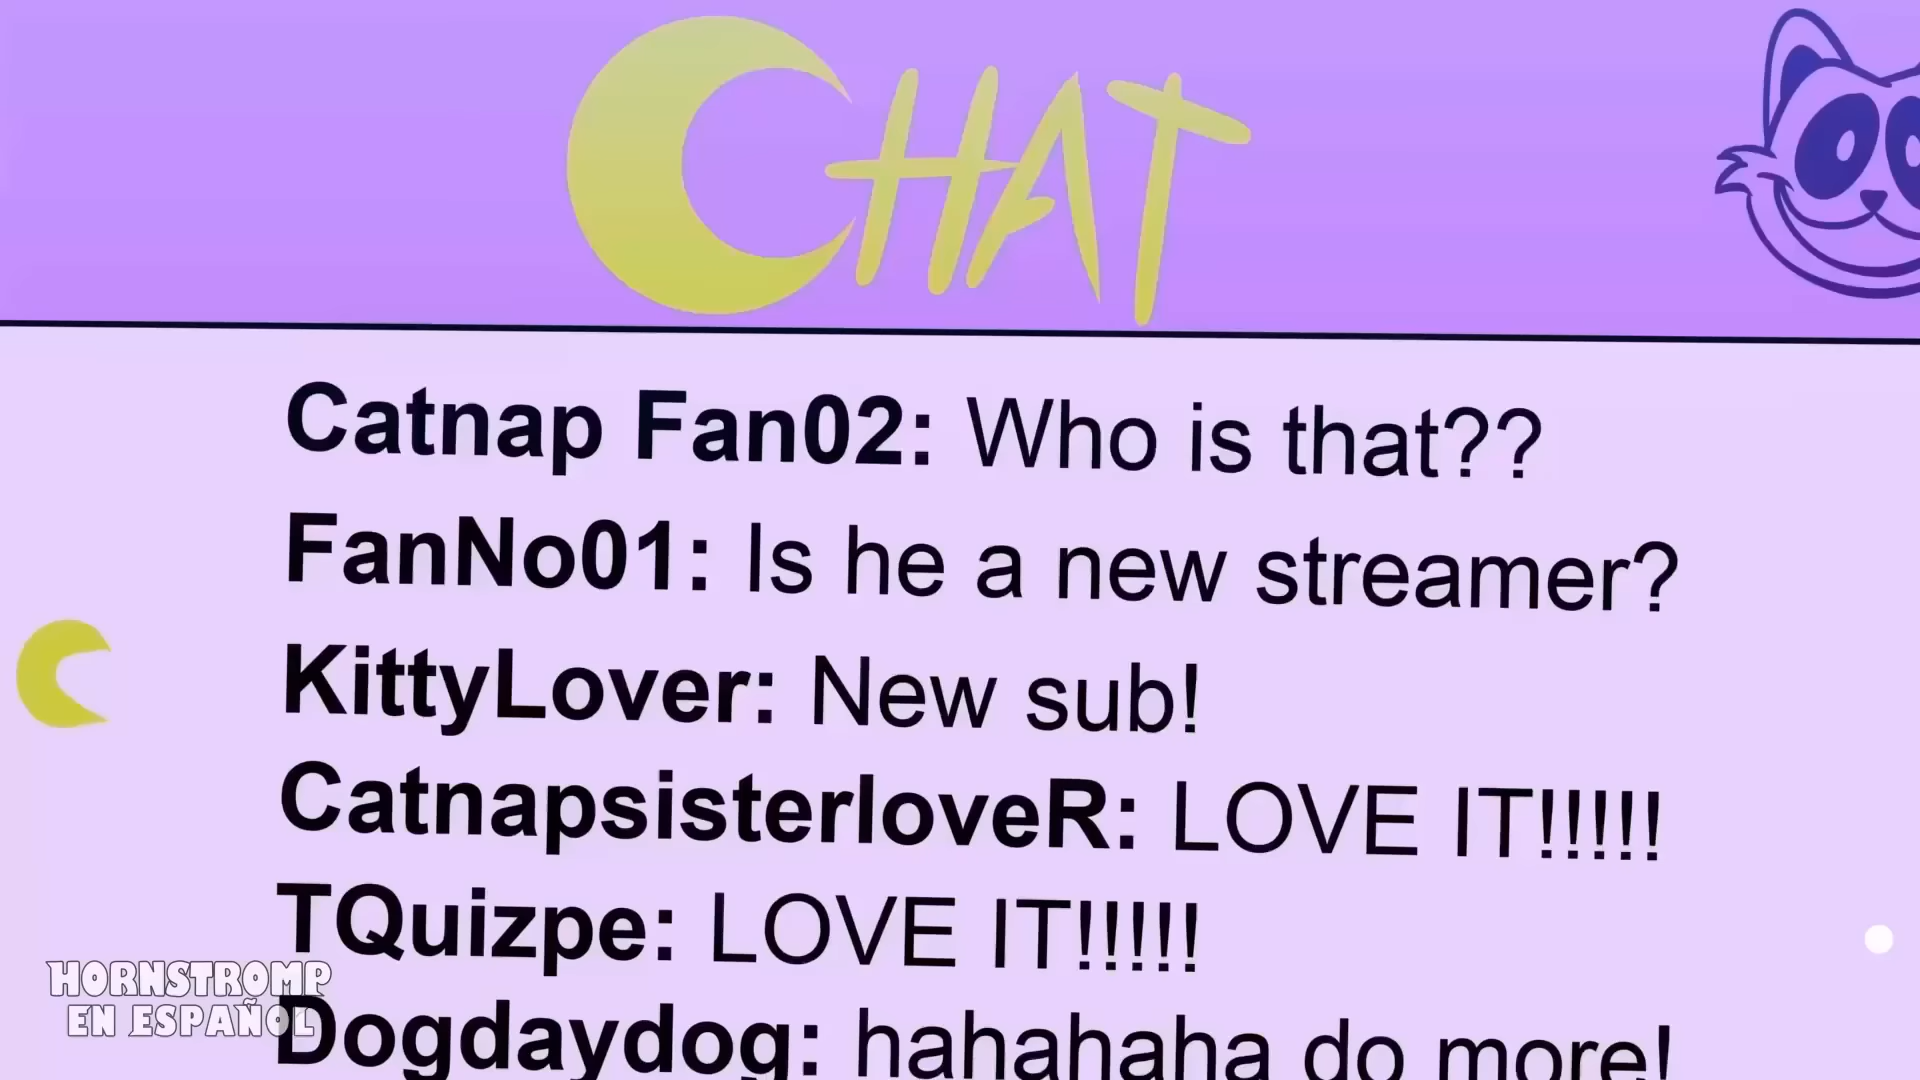 CHAT
Catnap Fan02: Who is that??
FanNo01: Is he a new streamer?
KittyLover: New sub!
CatnapsisterloveR: LOVE IT!!!!!
TQuizpe: LOVE IT!!!!!
Dogdaydog: hahahaha do more!
HORNSTROMP
EN ESPAÑOL